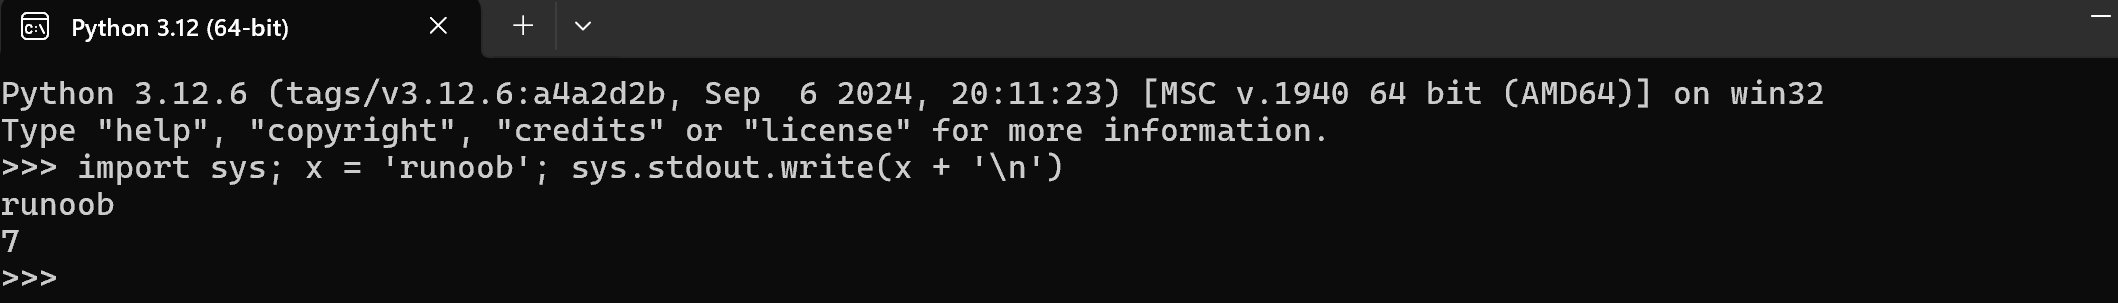 Python 3.12 (64-bit)
Python 3.12.6 (tags/v3.12.6:a4a2d2b, Sep  6 2024, 20:11:23) [MSC v.1940 64 bit (AMD64)] on win32
Type "help", "copyright", "credits" or "license" for more information.
>>> import sys; x = 'runoob'; sys.stdout.write(x + '\n')
runoob
7
>>>